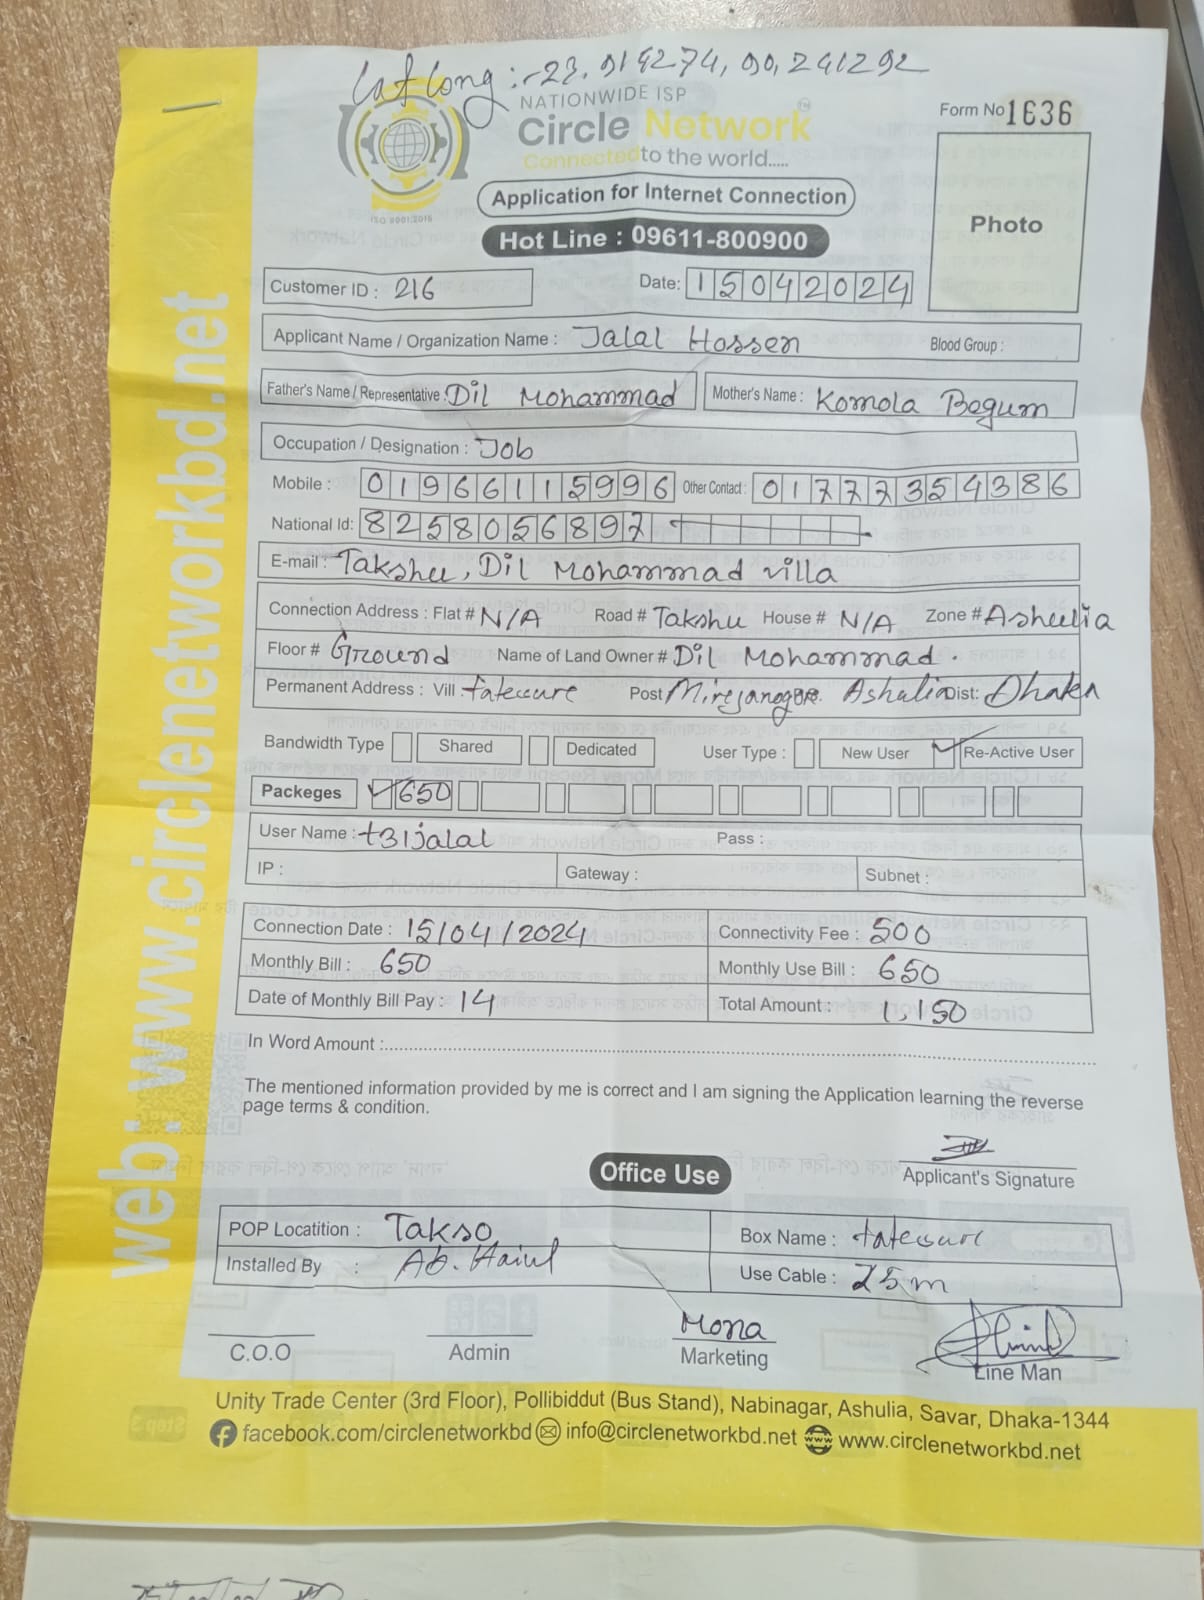 Lat Long :- 23.914274, 90.241292
NATIONWIDE ISP
Circle Network
Connected to the world.....
ISO 9001:2015
Form No 1636
Application for Internet Connection
Photo
Hot Line : 09611-800900
Customer ID : 216
Date: 15042024
Applicant Name / Organization Name : Jalal Hossen Blood Group :
Father's Name / Representative : Dil Mohammad Mother's Name : Komola Begum
Occupation / Designation : Job
Mobile : 01966115996 Other Contact : 01777354386
National Id: 8258056897
E-mail : Takshu, Dil Mohammad villa
Connection Address : Flat # N/A Road # Takshu House # N/A Zone # Ashulia
Floor # Ground Name of Land Owner # Dil Mohammad.
Permanent Address : Vill : Post Ashulia Dist: Dhaka
Bandwidth Type Shared Dedicated User Type : New User ✓ Re-Active User
Packeges ✓ 650
User Name : t31jalal Pass :
IP : Gateway : Subnet :
Connection Date : 15/04/2024 Connectivity Fee : 500
Monthly Bill : 650 Monthly Use Bill : 650
Date of Monthly Bill Pay : 14 Total Amount : 1,150
In Word Amount :
The mentioned information provided by me is correct and I am signing the Application learning the reverse
page terms & condition.
Applicant's Signature
Office Use
POP Locatition : Takso Box Name :
Installed By : Ab. Use Cable : 25m
C.O.O Admin Mona Marketing Line Man
Unity Trade Center (3rd Floor), Pollibiddut (Bus Stand), Nabinagar, Ashulia, Savar, Dhaka-1344
facebook.com/circlenetworkbd info@circlenetworkbd.net www.circlenetworkbd.net
web: www.circlenetworkbd.net